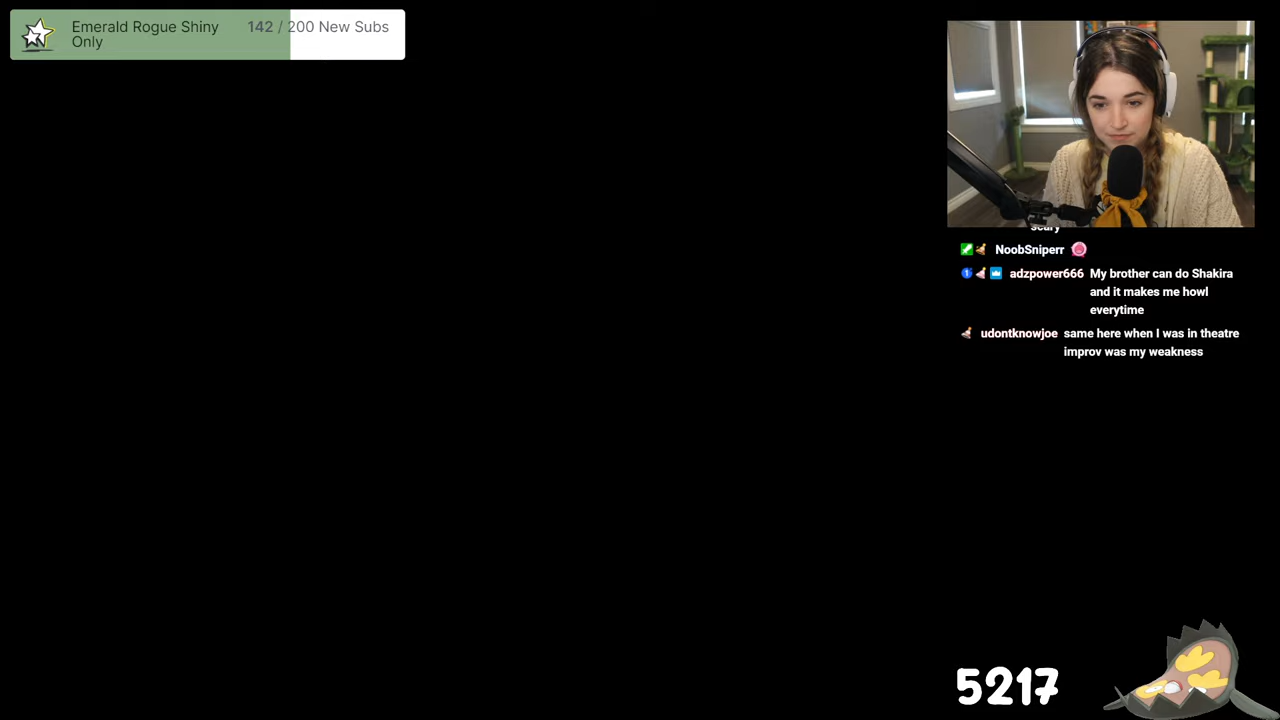 Emerald Rogue Shiny Only
142 / 200 New Subs
scary
NoobSniperr
adzpower666 My brother can do Shakira
and it makes me howl
everytime
udontknowjoe same here when I was in theatre
improv was my weakness
5217